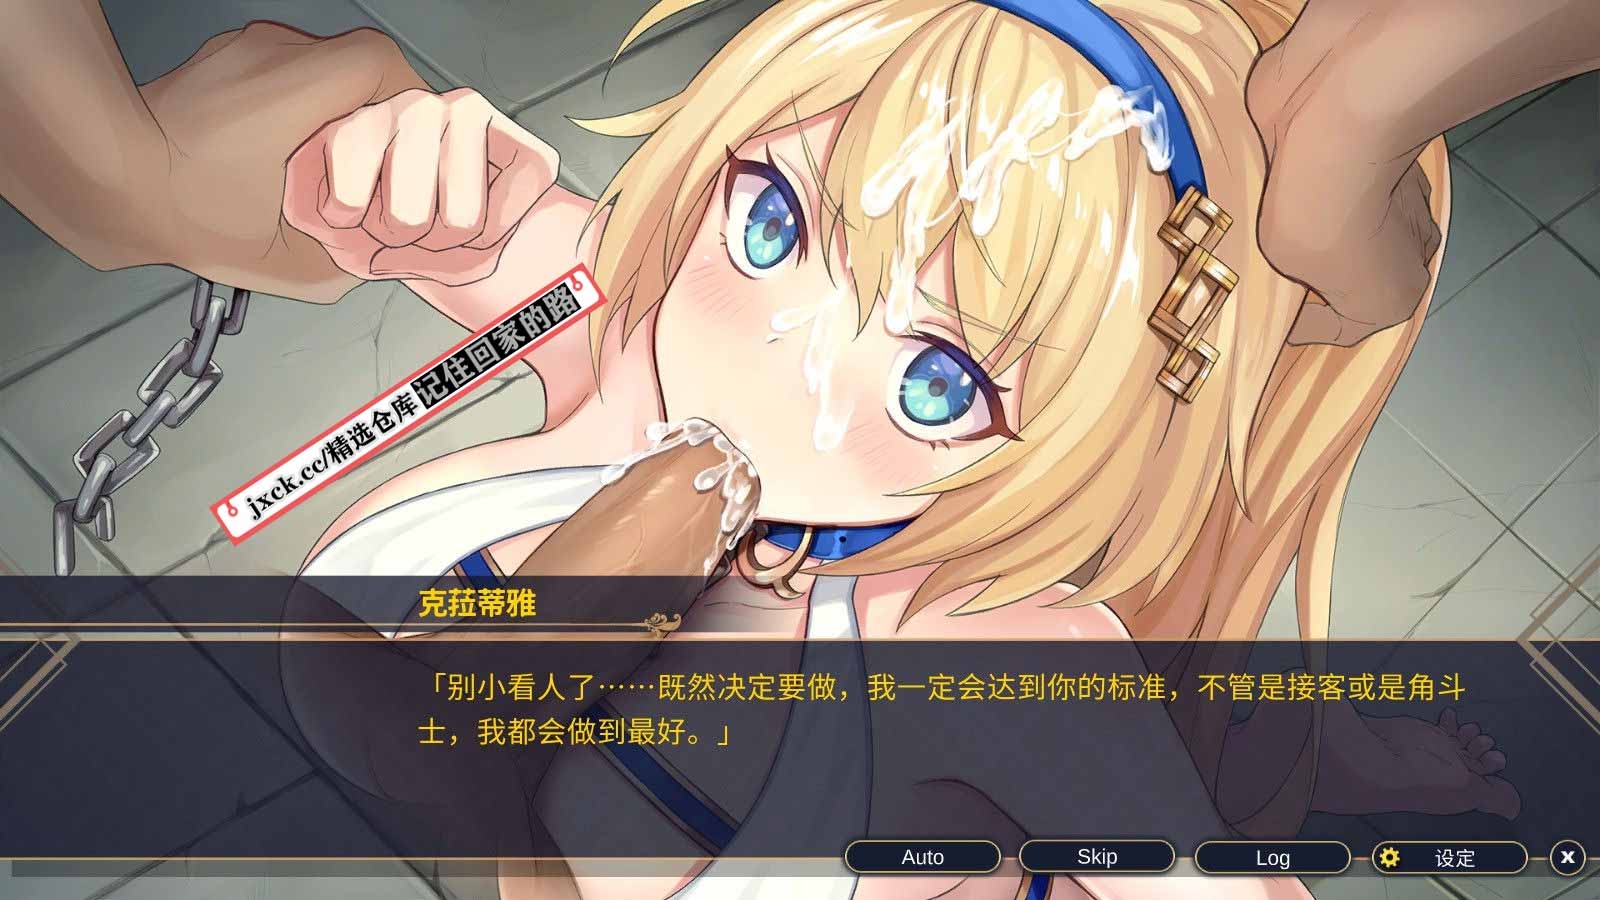 jxck.cc/精选仓库记住回家的路
克菈蒂雅
「别小看人了……既然决定要做，我一定会达到你的标准，不管是接客或是角斗
士，我都会做到最好。」
Auto
Skip
Log
设定
x